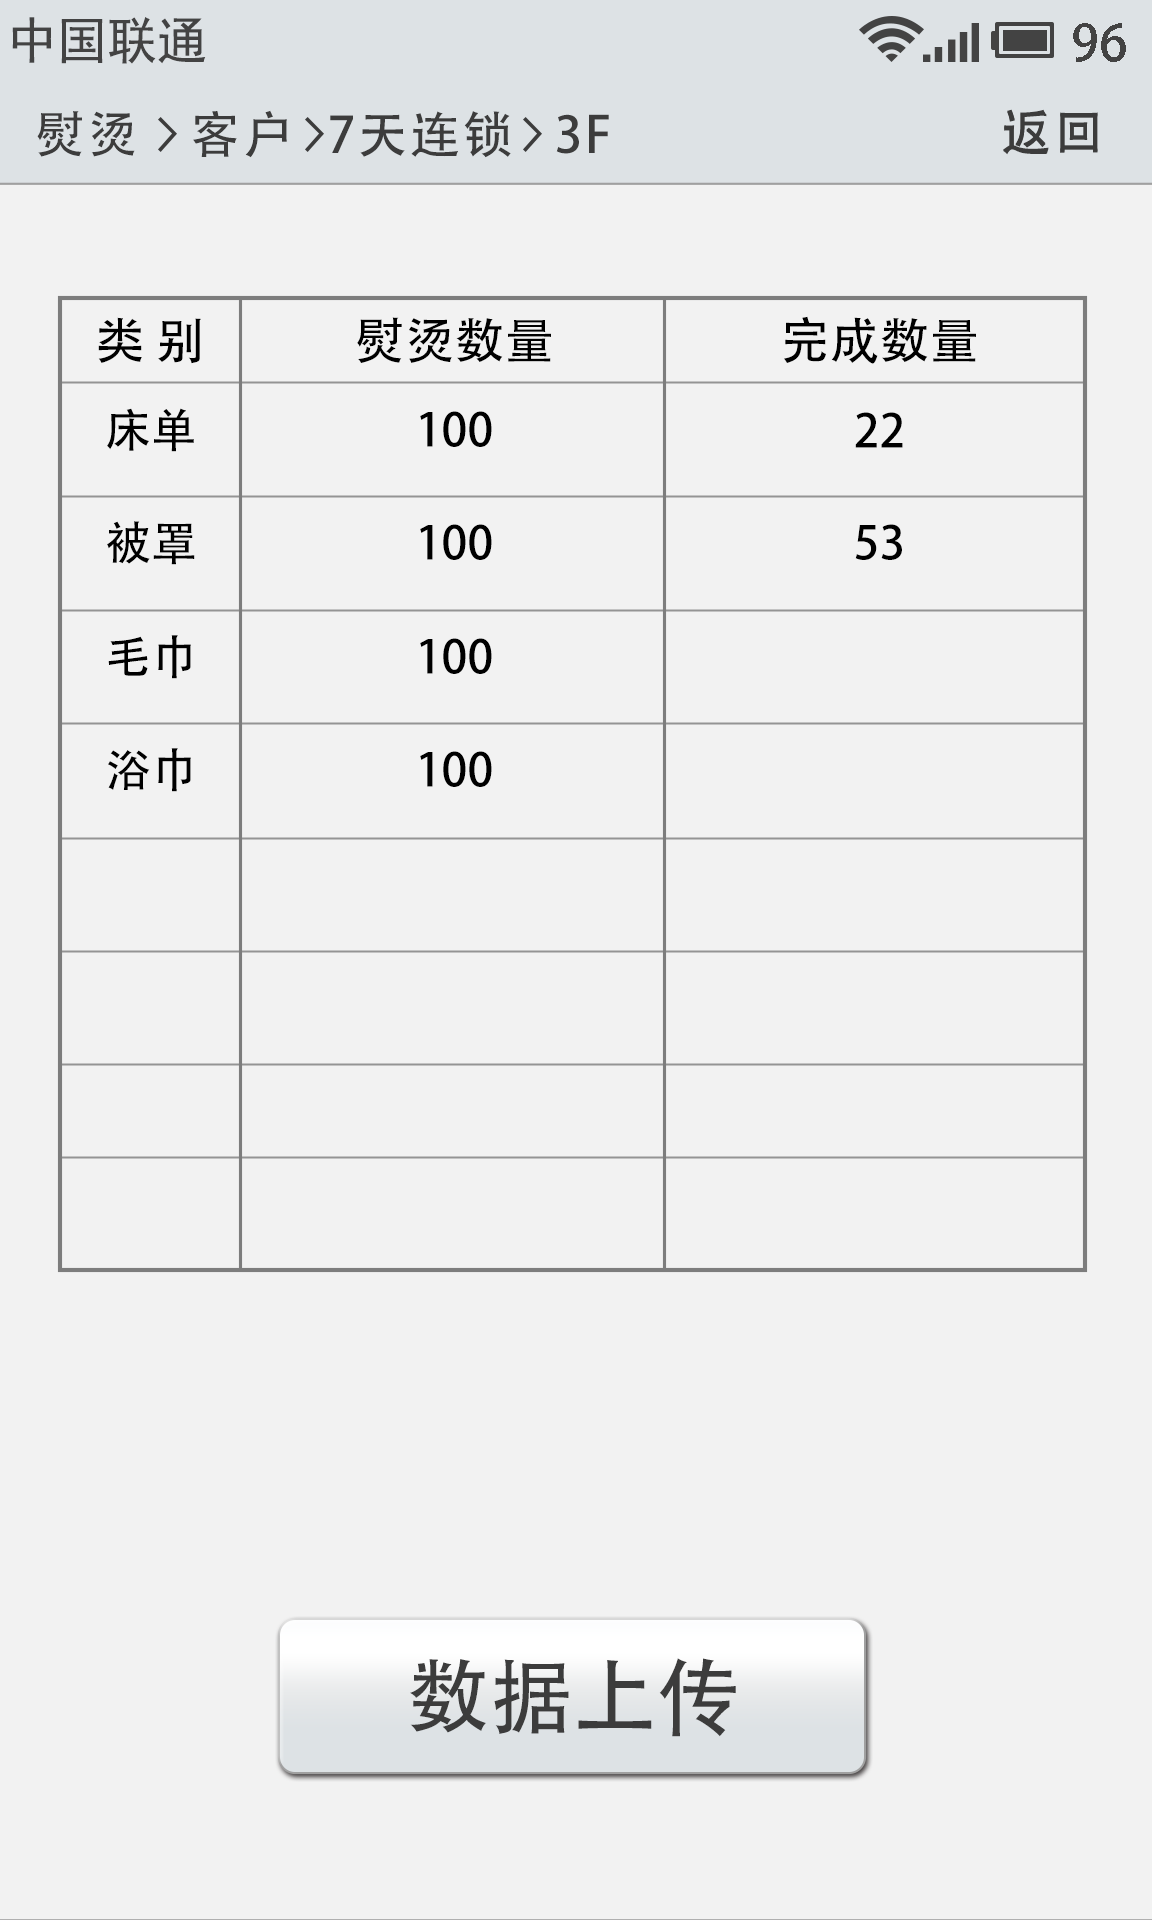 中国联通 96
熨烫 > 客户 >7天连锁> 3F 返回
类 别 熨烫数量 完成数量
床单 100 22
被罩 100 53
毛巾 100
浴巾 100
数据上传